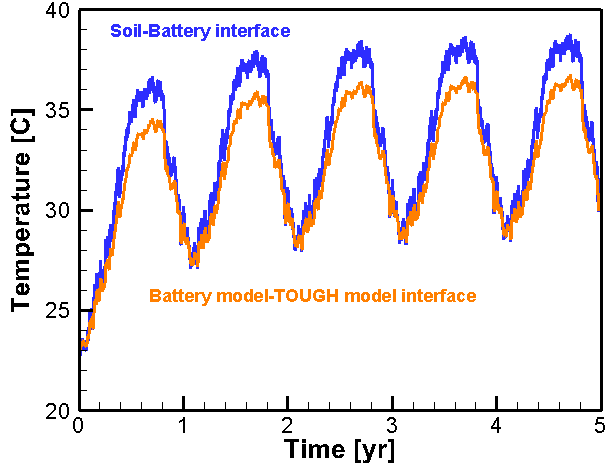 40
Soil-Battery interface
35
Temperature [C]
30
Battery model-TOUGH model interface
25
20
0 1 2 3 4 5
Time [yr]